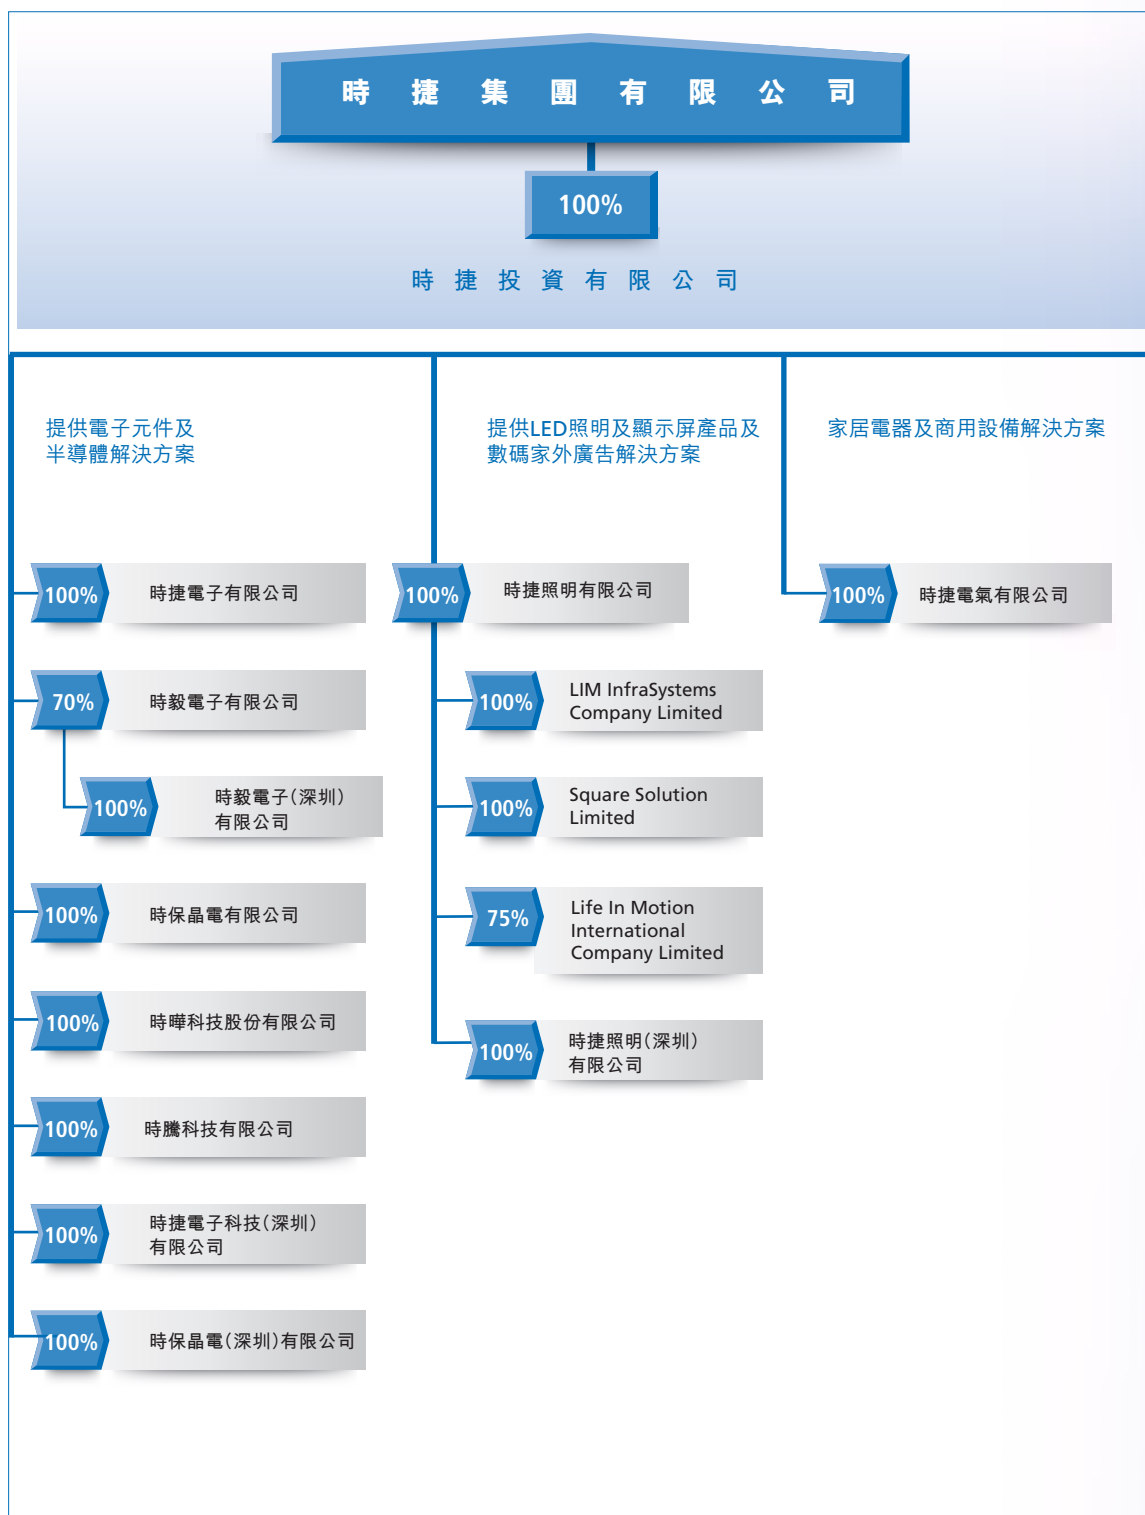 時捷集團有限公司
100%
時捷投資有限公司
提供電子元件及
半導體解決方案
100%
時捷電子有限公司
70%
時毅電子有限公司
100%
時毅電子(深圳)
有限公司
100%
時保晶電有限公司
100%
時曄科技股份有限公司
100%
時騰科技有限公司
100%
時捷電子科技(深圳)
有限公司
100%
時保晶電(深圳)有限公司
提供LED照明及顯示屏產品及
數碼家外廣告解決方案
100%
時捷照明有限公司
100%
LIM InfraSystems
Company Limited
100%
Square Solution
Limited
75%
Life In Motion
International
Company Limited
100%
時捷照明(深圳)
有限公司
家居電器及商用設備解決方案
100%
時捷電氣有限公司